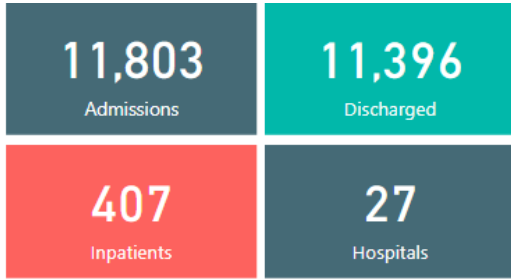 11,803
Admissions
11,396
Discharged
407
Inpatients
27
Hospitals